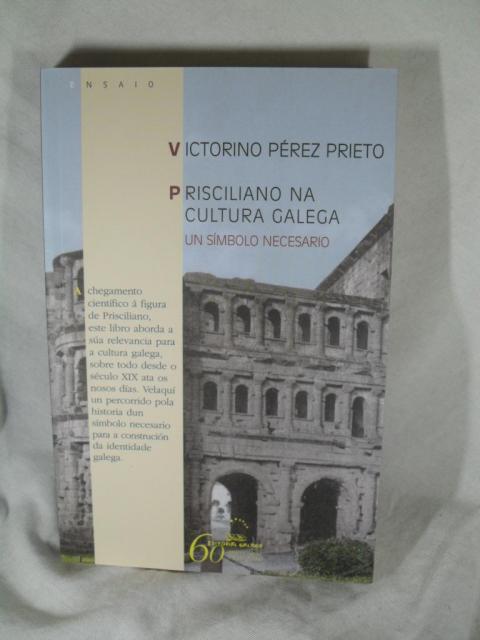 ENSAIO
VICTORINO PÉREZ PRIETO
PRISCILIANO NA
CULTURA GALEGA
UN SÍMBOLO NECESARIO
A chegamento
científico á figura
de Prisciliano,
este libro aborda a
súa relevancia para
a cultura galega,
sobre todo desde o
século XIX ata os
nosos días. Velaquí
un percorrido pola
historia dun
símbolo necesario
para a construción
da identidade
galega.
60
EDITORIAL GALAXIA